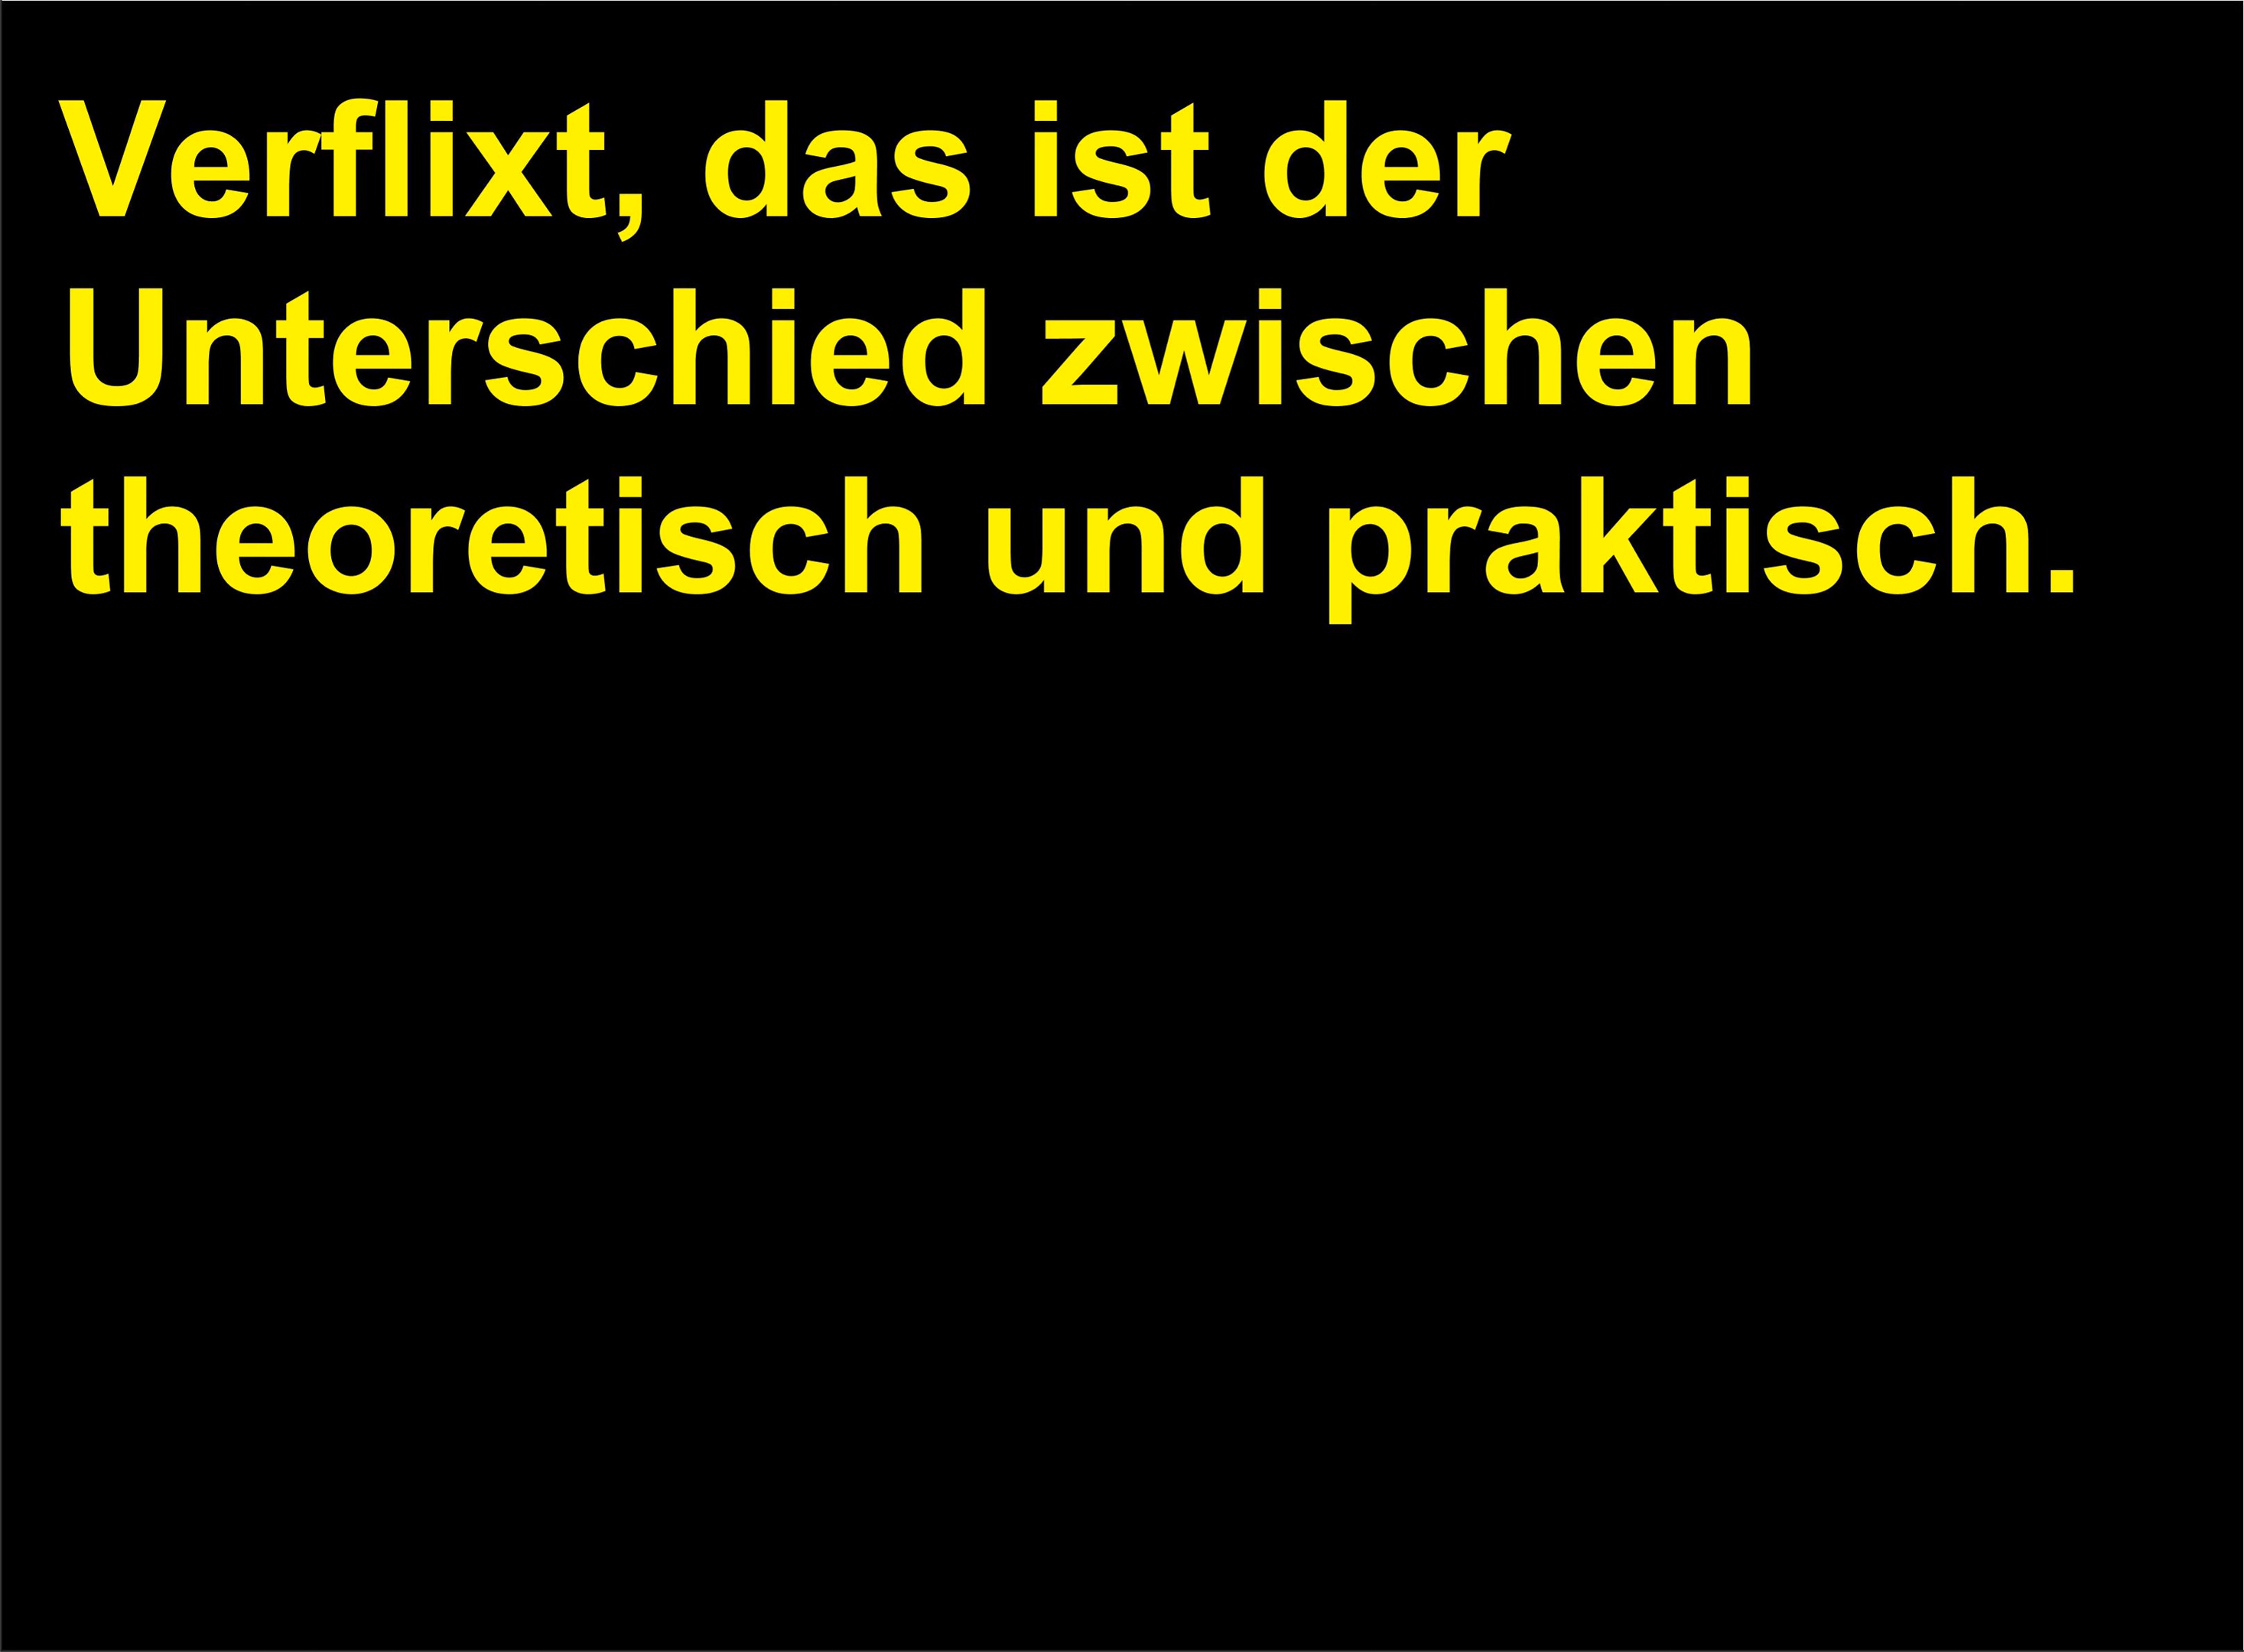 Verflixt, das ist der
Unterschied zwischen
theoretisch und praktisch.